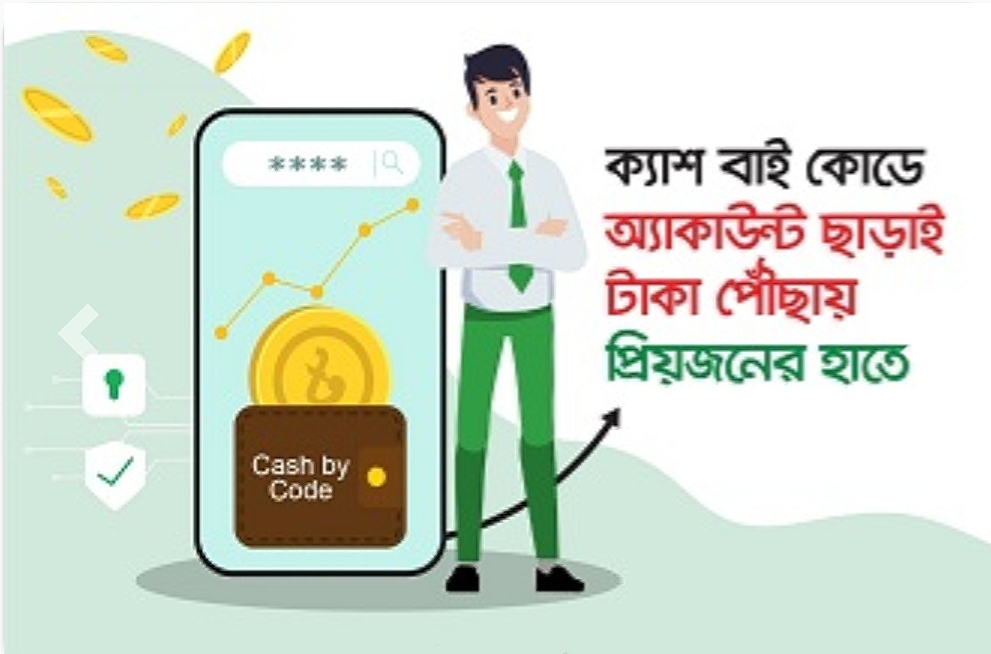 ****
ক্যাশ বাই কোডে
অ্যাকাউন্ট ছাড়াই
টাকা পৌঁছায়
প্রিয়জনের হাতে
৳
Cash by
Code